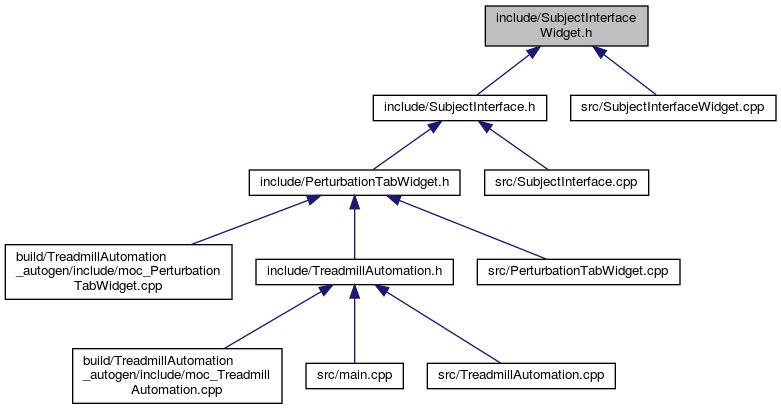 include/SubjectInterface
Widget.h
include/SubjectInterface.h
src/SubjectInterfaceWidget.cpp
include/PerturbationTabWidget.h
src/SubjectInterface.cpp
build/TreadmillAutomation
_autogen/include/moc_Perturbation
TabWidget.cpp
include/TreadmillAutomation.h
src/PerturbationTabWidget.cpp
build/TreadmillAutomation
_autogen/include/moc_Treadmill
Automation.cpp
src/main.cpp
src/TreadmillAutomation.cpp